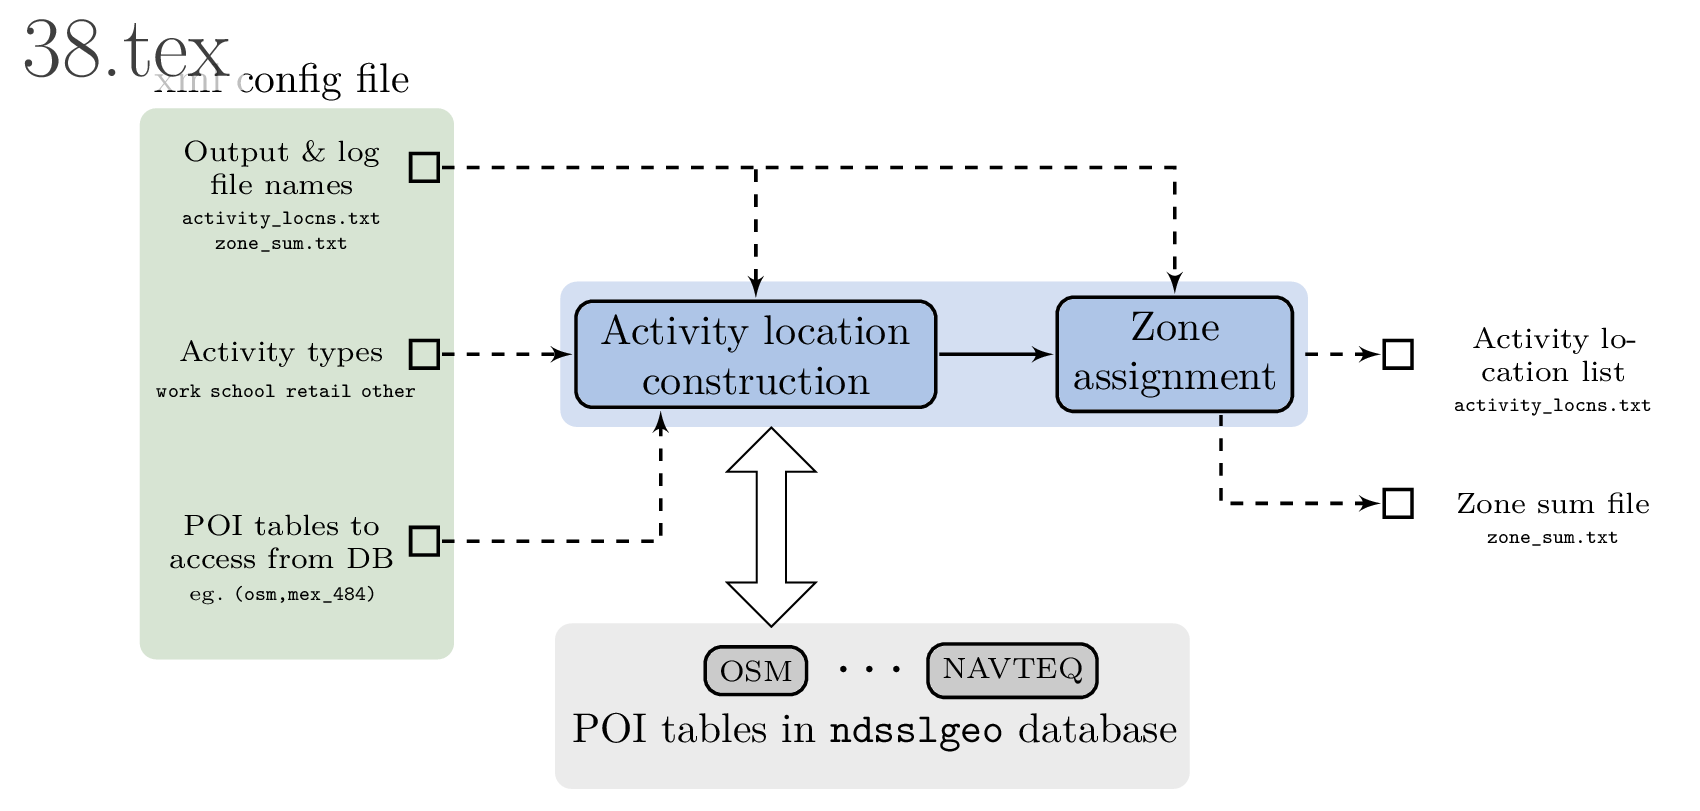 38.tex
xml config file
Output & log
file names
activity_locns.txt
zone_sum.txt
Activity types
work school retail other
POI tables to
access from DB
eg. (osm,mex_484)
Activity location
construction
Zone
assignment
Activity lo-
cation list
activity_locns.txt
Zone sum file
zone_sum.txt
OSM ... NAVTEQ
POI tables in ndsslgeo database